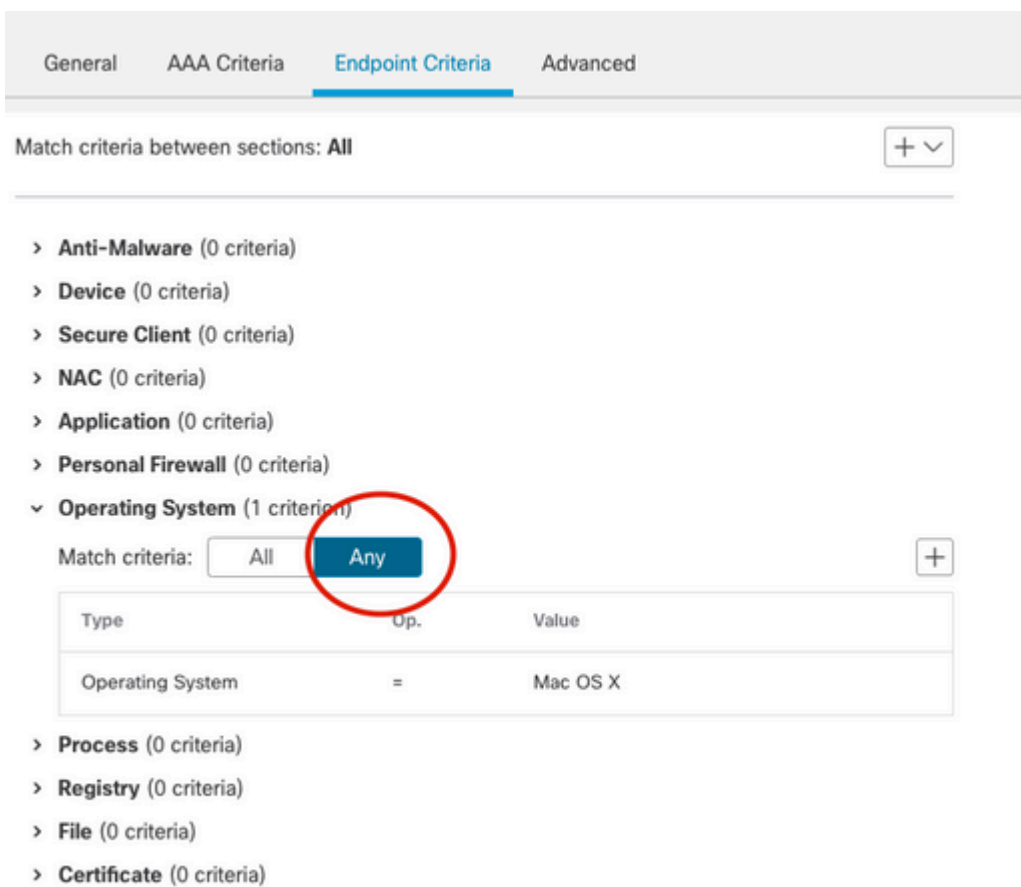 General AAA Criteria Endpoint Criteria Advanced
Match criteria between sections: All
Anti-Malware (0 criteria)
Device (0 criteria)
Secure Client (0 criteria)
NAC (0 criteria)
Application (0 criteria)
Personal Firewall (0 criteria)
Operating System (1 criterion)
Match criteria: All Any
Type Op. Value
Operating System = Mac OS X
Process (0 criteria)
Registry (0 criteria)
File (0 criteria)
Certificate (0 criteria)